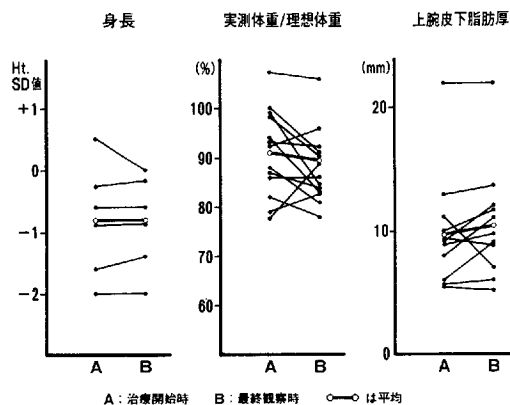 身長
実測体重/理想体重
上腕皮下脂肪厚
Ht.
SD値
+1
0
-1
-2
A
B
(%)
100
90
80
70
60
A
B
(mm)
20
10
0
A
B
A：治療開始時 B：最終観察時 は平均